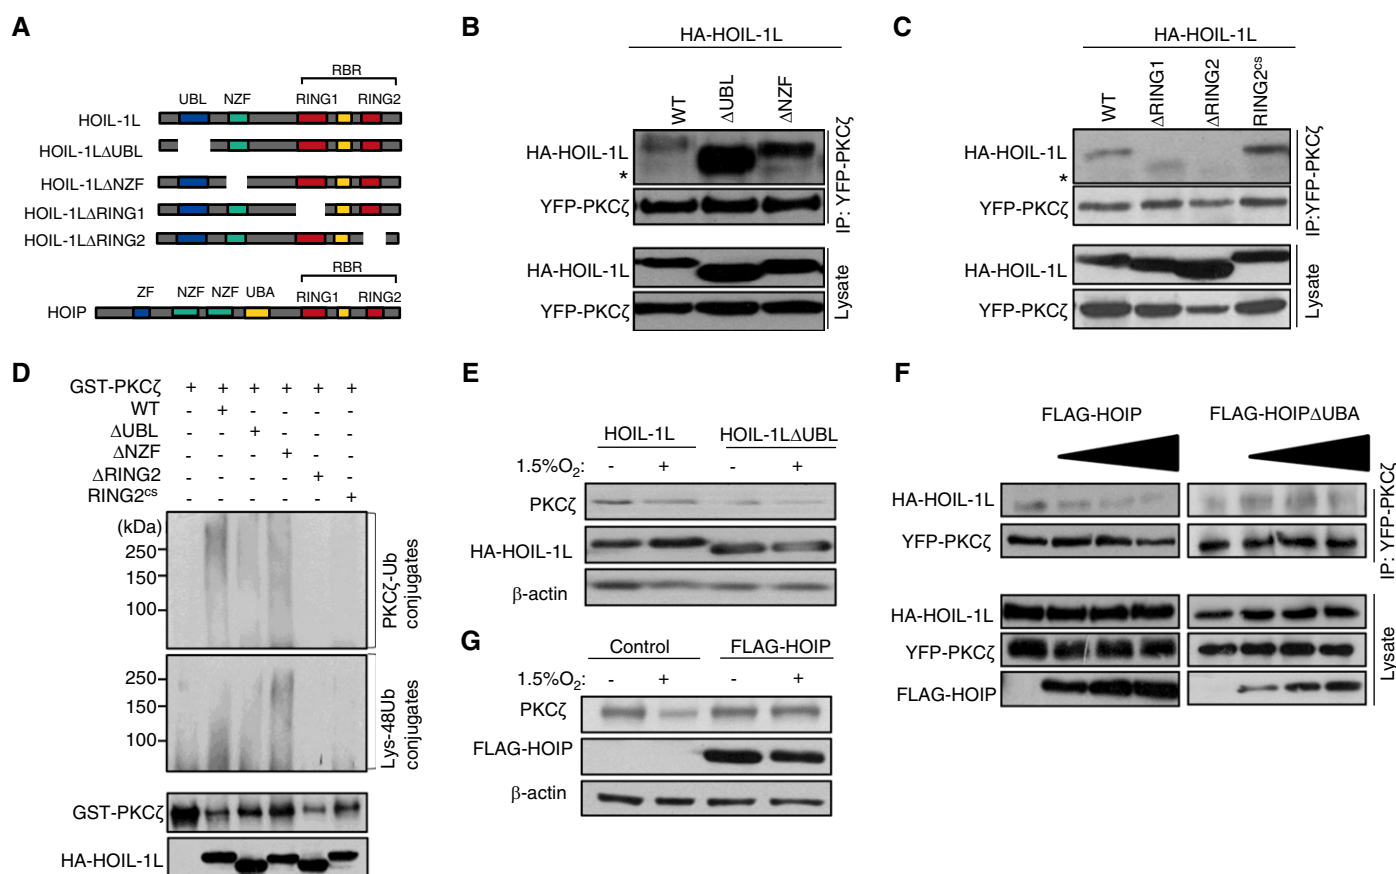 A
RBR
UBL NZF RING1 RING2
HOIL-1L
HOIL-1LΔUBL
HOIL-1LΔNZF
HOIL-1LΔRING1
HOIL-1LΔRING2
RBR
ZF NZF NZF UBA RING1 RING2
HOIP
B
HA-HOIL-1L
WT ΔUBL ΔNZF
HA-HOIL-1L
*
YFP-PKCζ
IP: YFP-PKCζ
HA-HOIL-1L
YFP-PKCζ
Lysate
C
HA-HOIL-1L
WT ΔRING1 ΔRING2 RING2cs
HA-HOIL-1L
*
YFP-PKCζ
IP:YFP-PKCζ
HA-HOIL-1L
YFP-PKCζ
Lysate
D
GST-PKCζ + + + + + +
WT - + - - - -
ΔUBL - - + - - -
ΔNZF - - - + - -
ΔRING2 - - - - + -
RING2cs - - - - - +
(kDa)
250
150
100
PKCζ-Ub conjugates
250
150
100
Lys-48Ub conjugates
GST-PKCζ
HA-HOIL-1L
E
HOIL-1L HOIL-1LΔUBL
1.5%O2: - + - +
PKCζ
HA-HOIL-1L
β-actin
G
Control FLAG-HOIP
1.5%O2: - + - +
PKCζ
FLAG-HOIP
β-actin
F
FLAG-HOIP FLAG-HOIPΔUBA
HA-HOIL-1L
YFP-PKCζ
IP: YFP-PKCζ
HA-HOIL-1L
YFP-PKCζ
FLAG-HOIP
Lysate